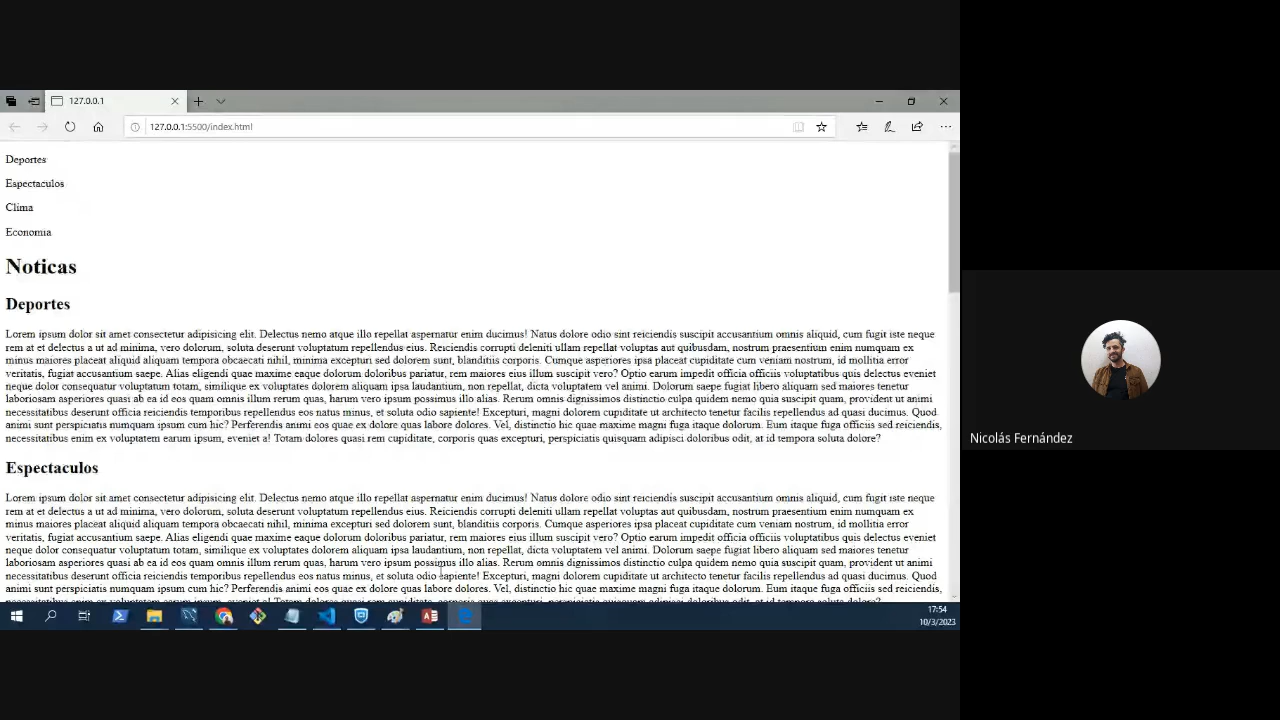 127.0.0.1
127.0.0.1:5500/index.html
Deportes
Espectaculos
Clima
Economia
Noticas
Deportes
Lorem ipsum dolor sit amet consectetur adipisicing elit. Delectus nemo atque illo repellat aspernatur enim ducimus! Natus dolore odio sint reiciendis suscipit accusantium omnis aliquid, cum fugit iste neque
rem at et delectus a ut ad minima, vero dolorum, soluta deserunt voluptatum repellendus eius. Reiciendis corrupti deleniti ullam repellat voluptas aut quibusdam, nostrum praesentium enim numquam ex
minus maiores placeat aliquid aliquam tempora obcaecati nihil, minima excepturi sed dolorem sunt, blanditiis corporis. Cumque asperiores ipsa placeat cupiditate cum veniam nostrum, id mollitia error
veritatis, fugiat accusantium saepe. Alias eligendi quae maxime eaque dolorum doloribus pariatur, rem maiores eius illum suscipit vero? Optio earum impedit officia officiis voluptatibus quis delectus eveniet
neque dolor consequatur voluptatum totam, similique ex voluptates dolorem aliquam ipsa laudantium, non repellat, dicta voluptatem vel animi. Dolorum saepe fugiat libero aliquam sed maiores tenetur
laboriosam asperiores quasi ab ea id eos quam omnis illum rerum quas, harum vero ipsum possimus illo alias. Rerum omnis dignissimos distinctio culpa quidem nemo quia suscipit quam, provident ut animi
necessitatibus deserunt officia reiciendis temporibus repellendus eos natus minus, et soluta odio sapiente! Excepturi, magni dolorem cupiditate ut architecto tenetur facilis repellendus ad quasi ducimus. Quod
animi sunt perspiciatis numquam ipsum cum hic? Perferendis animi eos quae ex dolore quas labore dolores. Vel, distinctio hic quae maxime magni fuga itaque dolorum. Eum itaque fuga officiis sed reiciendis,
necessitatibus enim ex voluptatem earum ipsum, eveniet a! Totam dolores quasi rem cupiditate, corporis quas excepturi, perspiciatis quisquam adipisci doloribus odit, at id tempora soluta dolore?
Espectaculos
Lorem ipsum dolor sit amet consectetur adipisicing elit. Delectus nemo atque illo repellat aspernatur enim ducimus! Natus dolore odio sint reiciendis suscipit accusantium omnis aliquid, cum fugit iste neque
rem at et delectus a ut ad minima, vero dolorum, soluta deserunt voluptatum repellendus eius. Reiciendis corrupti deleniti ullam repellat voluptas aut quibusdam, nostrum praesentium enim numquam ex
minus maiores placeat aliquid aliquam tempora obcaecati nihil, minima excepturi sed dolorem sunt, blanditiis corporis. Cumque asperiores ipsa placeat cupiditate cum veniam nostrum, id mollitia error
veritatis, fugiat accusantium saepe. Alias eligendi quae maxime eaque dolorum doloribus pariatur, rem maiores eius illum suscipit vero? Optio earum impedit officia officiis voluptatibus quis delectus eveniet
neque dolor consequatur voluptatum totam, similique ex voluptates dolorem aliquam ipsa laudantium, non repellat, dicta voluptatem vel animi. Dolorum saepe fugiat libero aliquam sed maiores tenetur
laboriosam asperiores quasi ab ea id eos quam omnis illum rerum quas, harum vero ipsum possimus illo alias. Rerum omnis dignissimos distinctio culpa quidem nemo quia suscipit quam, provident ut animi
necessitatibus deserunt officia reiciendis temporibus repellendus eos natus minus, et soluta odio sapiente! Excepturi, magni dolorem cupiditate ut architecto tenetur facilis repellendus ad quasi ducimus. Quod
animi sunt perspiciatis numquam ipsum cum hic? Perferendis animi eos quae ex dolore quas labore dolores. Vel, distinctio hic quae maxime magni fuga itaque dolorum. Eum itaque fuga officiis sed reiciendis,
17:54
10/3/2023
Nicolás Fernández